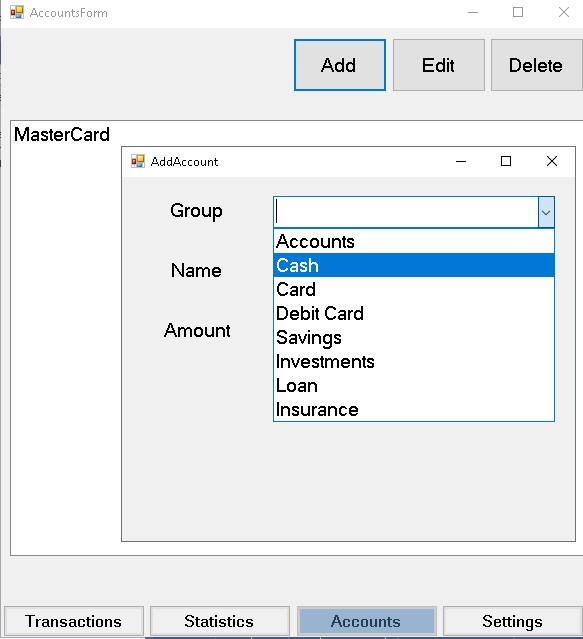 AccountsForm
Add Edit Delete
MasterCard
AddAccount
Group
Accounts
Cash
Name
Card
Debit Card
Amount
Savings
Investments
Loan
Insurance
Transactions Statistics Accounts Settings